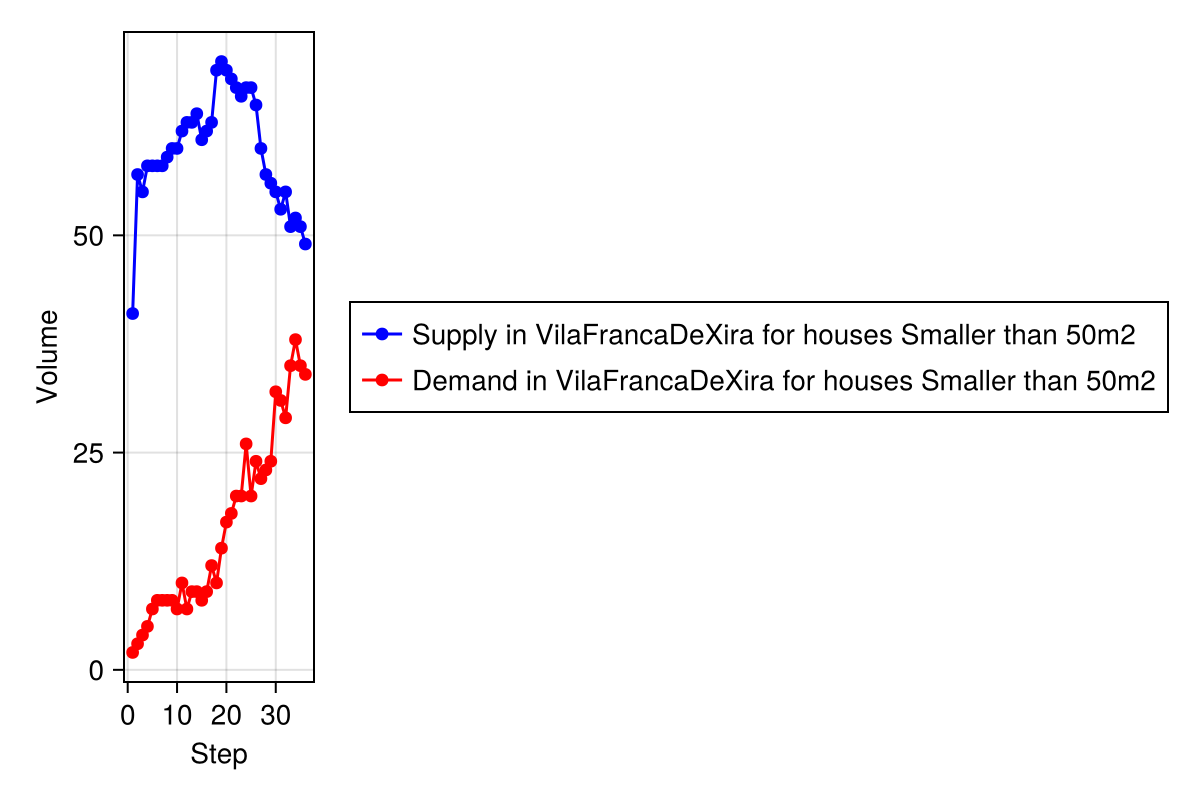 Volume
50
25
0
0 10 20 30
Step
Supply in VilaFrancaDeXira for houses Smaller than 50m2
Demand in VilaFrancaDeXira for houses Smaller than 50m2